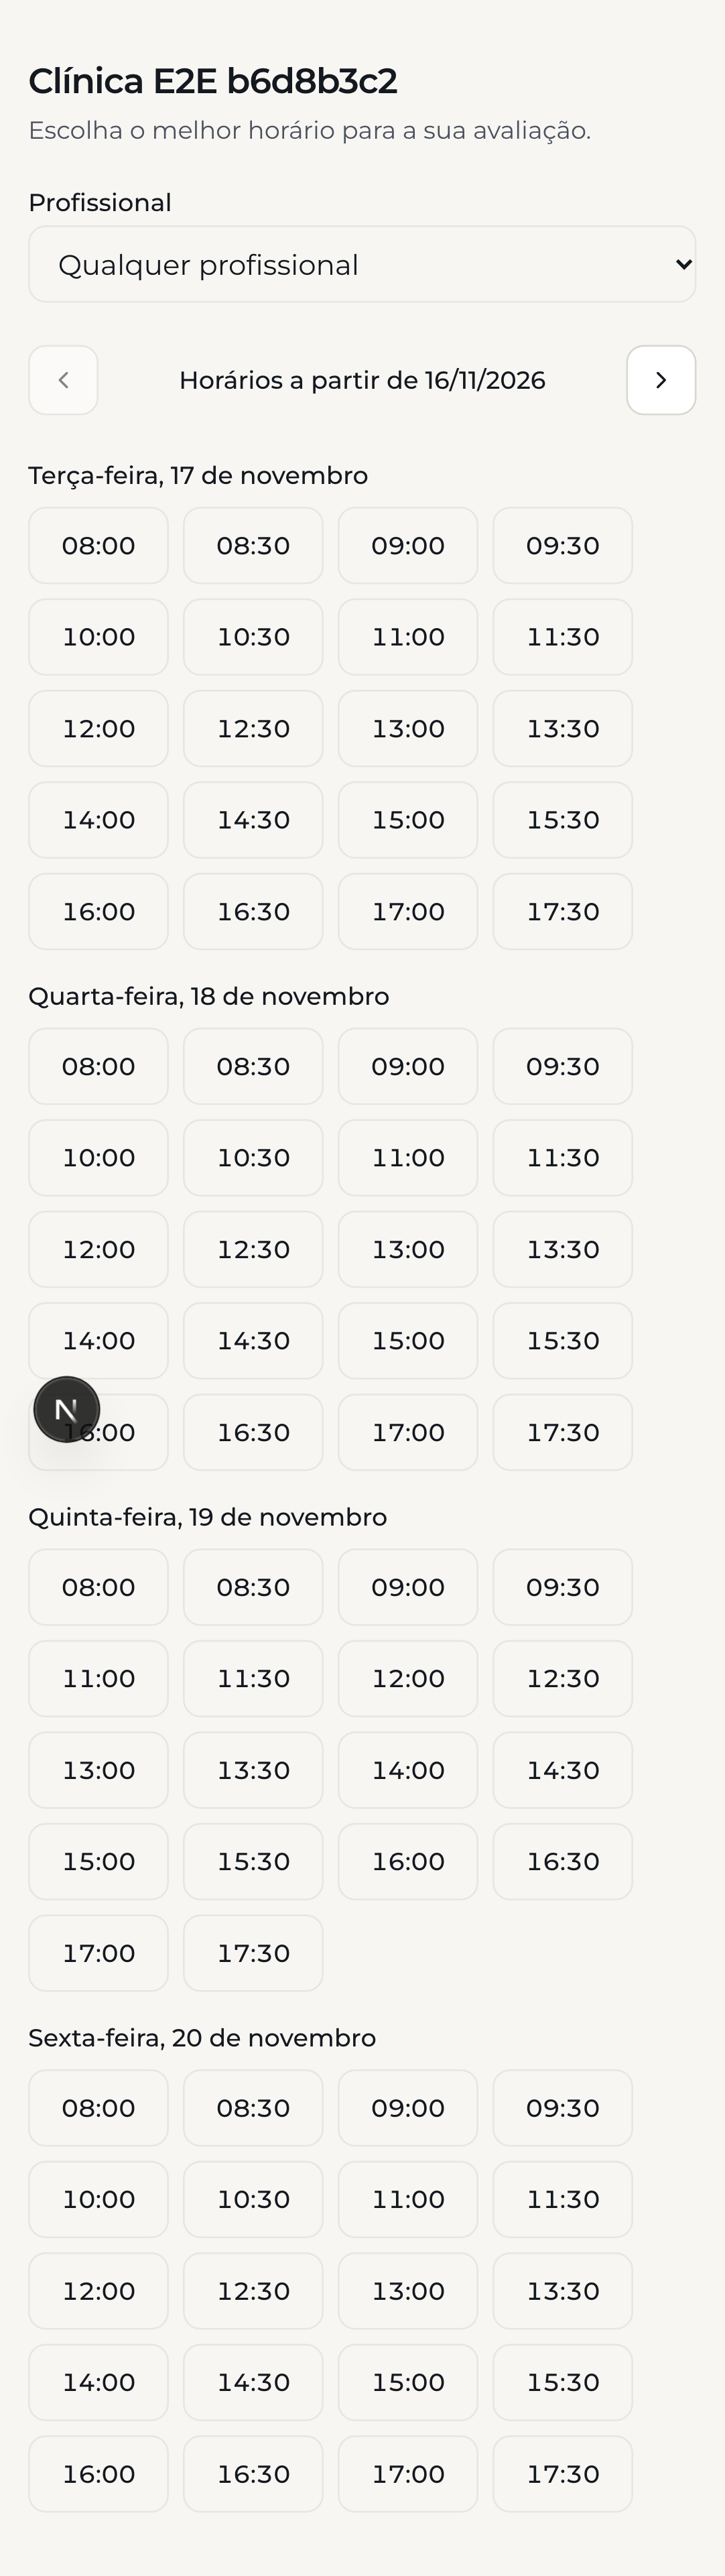 Clínica E2E b6d8b3c2
Escolha o melhor horário para a sua avaliação.
Profissional
Qualquer profissional
Horários a partir de 16/11/2026
Terça-feira, 17 de novembro
08:00 08:30 09:00 09:30
10:00 10:30 11:00 11:30
12:00 12:30 13:00 13:30
14:00 14:30 15:00 15:30
16:00 16:30 17:00 17:30
Quarta-feira, 18 de novembro
08:00 08:30 09:00 09:30
10:00 10:30 11:00 11:30
12:00 12:30 13:00 13:30
14:00 14:30 15:00 15:30
N
16:00 16:30 17:00 17:30
Quinta-feira, 19 de novembro
08:00 08:30 09:00 09:30
11:00 11:30 12:00 12:30
13:00 13:30 14:00 14:30
15:00 15:30 16:00 16:30
17:00 17:30
Sexta-feira, 20 de novembro
08:00 08:30 09:00 09:30
10:00 10:30 11:00 11:30
12:00 12:30 13:00 13:30
14:00 14:30 15:00 15:30
16:00 16:30 17:00 17:30